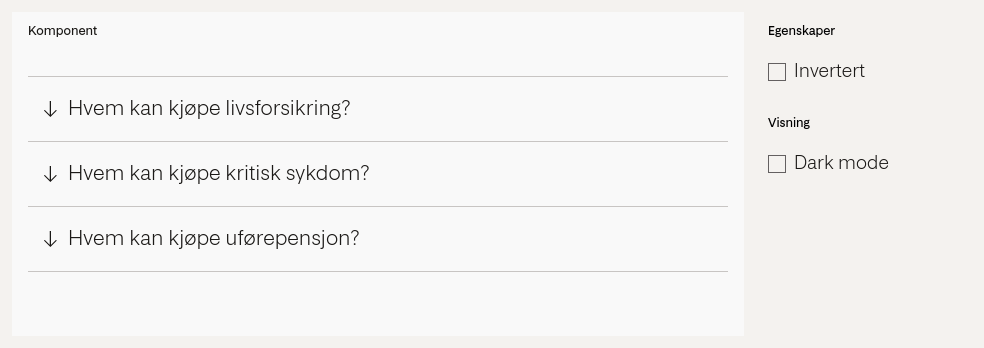 Komponent
Hvem kan kjøpe livsforsikring?
Hvem kan kjøpe kritisk sykdom?
Hvem kan kjøpe uførepensjon?
Egenskaper
Invertert
Visning
Dark mode